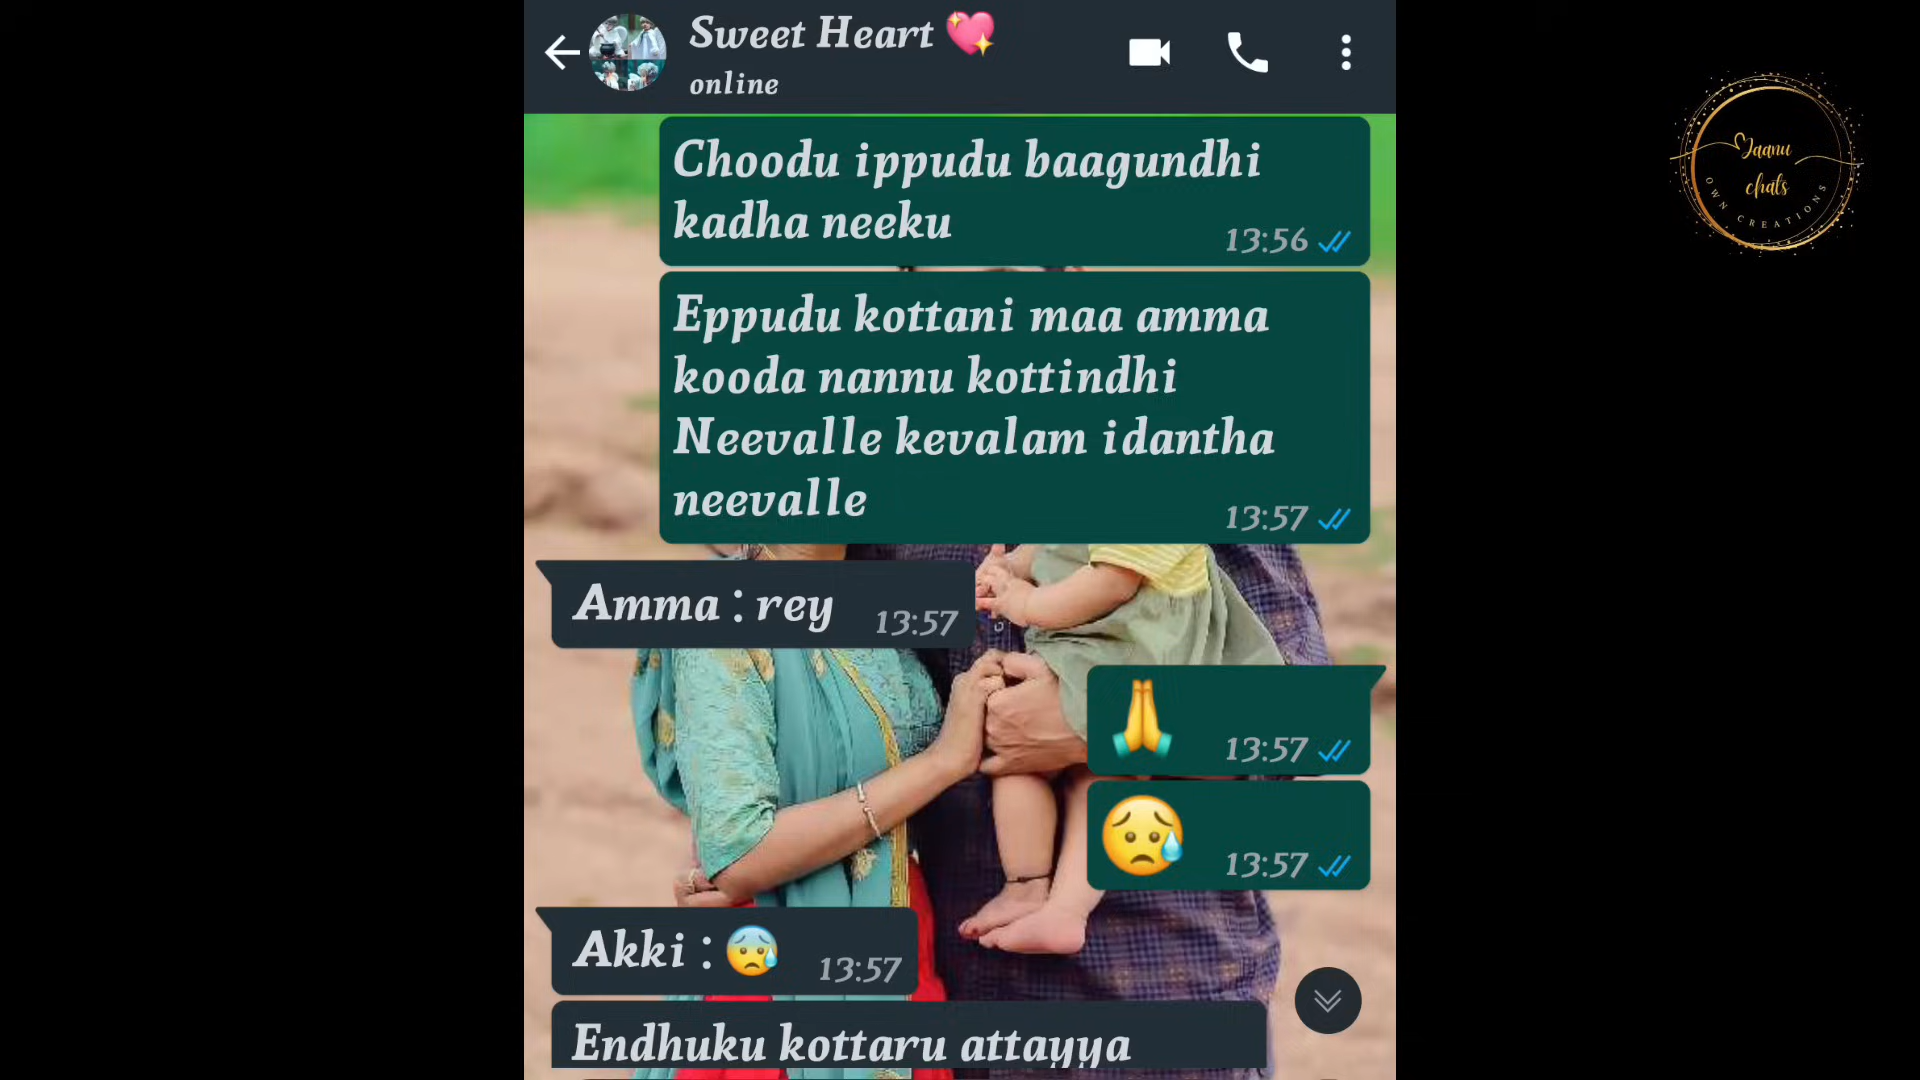 Sweet Heart 💖
online
Choodu ippudu baagundhi
kadha neeku
13:56
Eppudu kottani maa amma
kooda nannu kottindhi
Neevalle kevalam idantha
neevalle
13:57
Amma : rey
13:57
🙏
13:57
😥
13:57
Akki : 😰
13:57
Endhuku kottaru attayya
Jaanu
chats
OWN CREATIONS